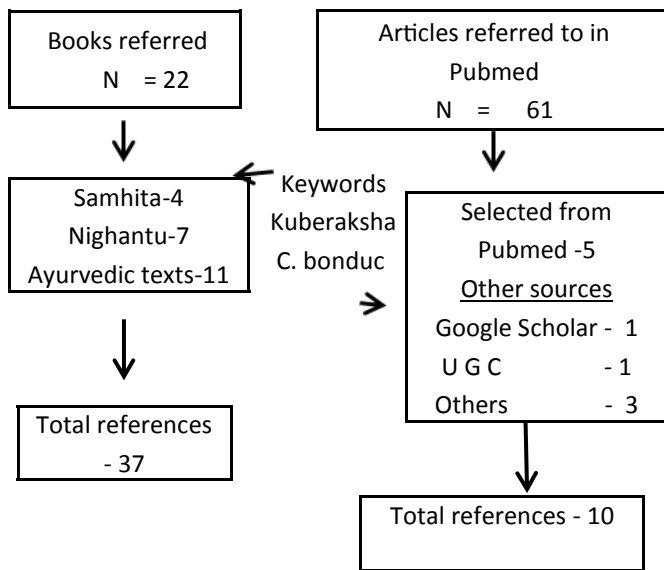 Books referred
N = 22
Samhita-4
Nighantu-7
Ayurvedic texts-11
Total references
- 37
Keywords
Kuberaksha
C. bonduc
Articles referred to in
Pubmed
N = 61
Selected from
Pubmed -5
Other sources
Google Scholar - 1
U G C - 1
Others - 3
Total references - 10